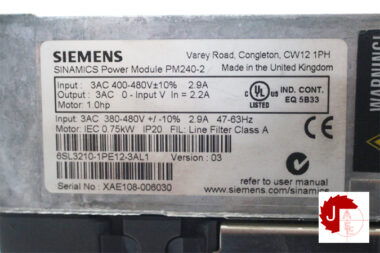 SIEMENS
Varey Road, Congleton, CW12 1PH
SINAMICS Power Module PM240-2
Made in the United Kingdom
Input : 3AC 400-480V±10% 2.9A
Output : 3AC 0 - Input V In = 2.2A
Motor: 1.0hp
C UL US
LISTED
IND. CONT.
EQ 5B33
Input: 3AC 380-480V +/-10% 2.9A 47-63Hz
Motor: IEC 0.75kW IP20 FIL: Line Filter Class A
6SL3210-1PE12-3AL1 Version : 03
Serial No : XAE108-006030
refer to user manual
www.siemens.com/sinamics
WARNING!